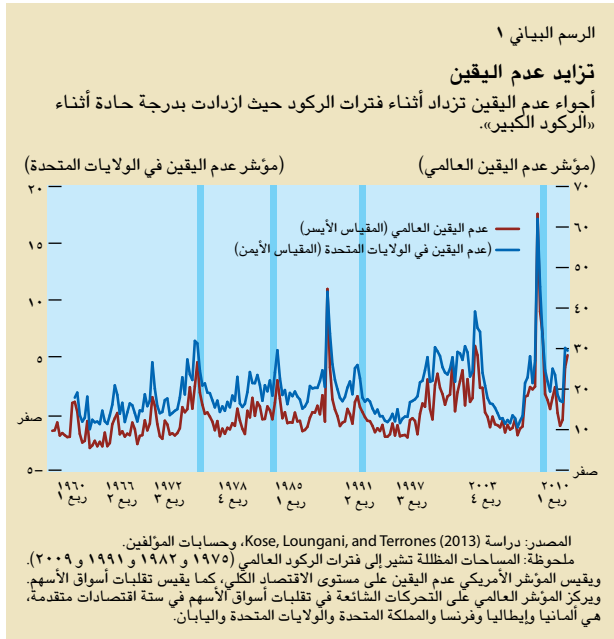 الرسم البياني ١
تزايد عدم اليقين
أجواء عدم اليقين تزداد أثناء فترات الركود حيث ازدادت بدرجة حادة أثناء
«الركود الكبير».
(مؤشر عدم اليقين العالمي)
(مؤشر عدم اليقين في الولايات المتحدة)
٧٠
٦٠
٥٠
٤٠
٣٠
٢٠
١٠
صفر
٢٠
١٥
١٠
٥
صفر
٥–
عدم اليقين العالمي (المقياس الأيسر)
(عدم اليقين في الولايات المتحدة (المقياس الأيمن)
١٩٦٠ ١٩٦٦ ١٩٧٢ ١٩٧٨ ١٩٨٥ ١٩٩١ ١٩٩٧ ٢٠٠٣ ٢٠١٠
ربع ١ ربع ٢ ربع ٣ ربع ٤ ربع ١ ربع ٢ ربع ٣ ربع ٤ ربع ١
المصدر: دراسة Kose, Loungani, and Terrones (2013)، وحسابات المؤلفين.
ملحوظة: المساحات المظللة تشير إلى فترات الركود العالمي (١٩٧٥ و ١٩٨٢ و ١٩٩١ و ٢٠٠٩).
ويقيس المؤشر الأمريكي عدم اليقين على مستوى الاقتصاد الكلي، كما يقيس تقلبات أسواق الأسهم.
ويركز المؤشر العالمي على التحركات الشائعة في تقلبات أسواق الأسهم في ستة اقتصادات متقدمة،
هي ألمانيا وإيطاليا وفرنسا والمملكة المتحدة والولايات المتحدة واليابان.